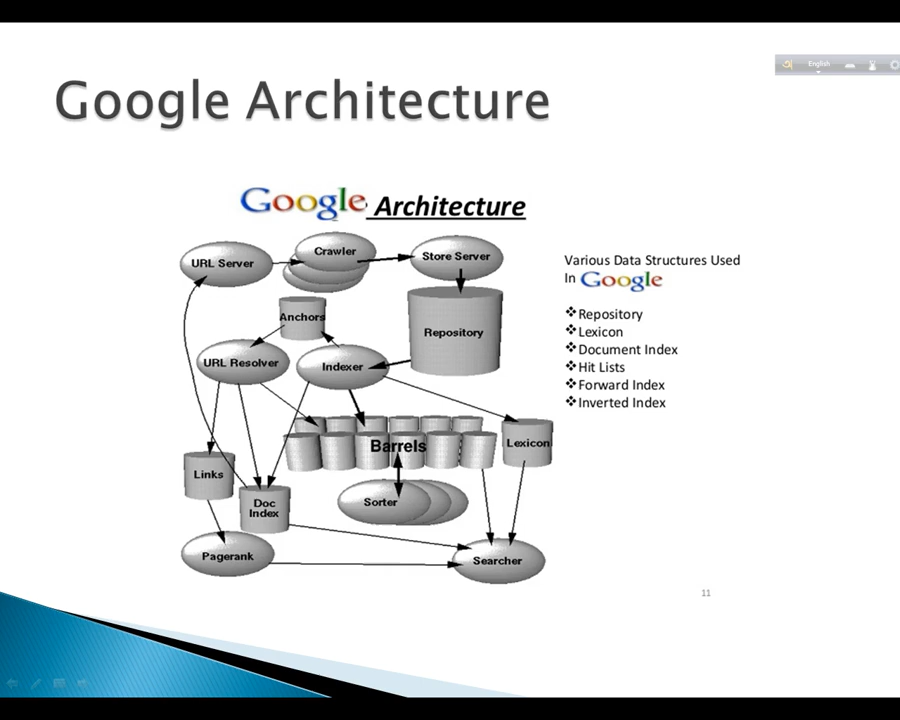 English
Google Architecture
Google Architecture
URL Server
Crawler
Store Server
Anchors
Repository
URL Resolver
Indexer
Barrels
Lexicon
Links
Doc
Index
Sorter
Pagerank
Searcher
Various Data Structures Used
In Google
❖Repository
❖Lexicon
❖Document Index
❖Hit Lists
❖Forward Index
❖Inverted Index
11